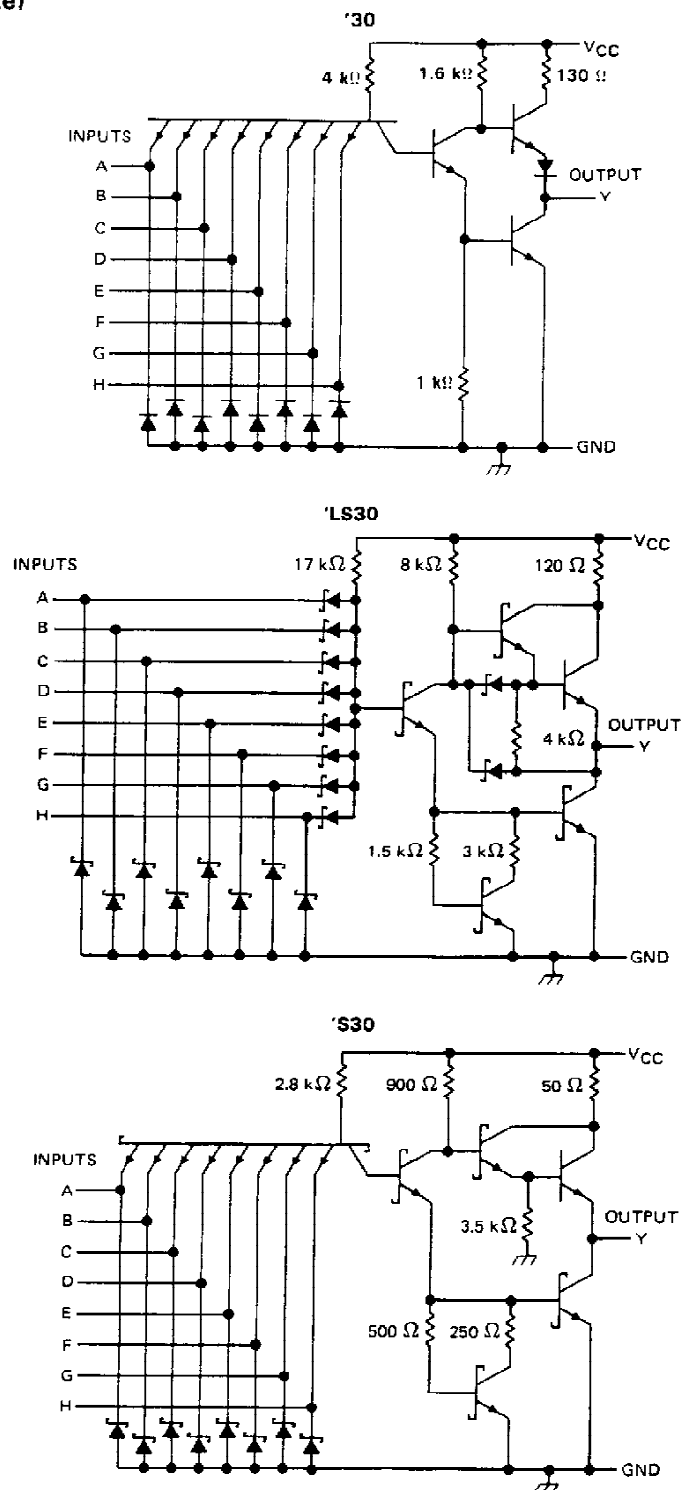 '30
VCC
4 kΩ
1.6 kΩ
130 Ω
INPUTS
A
B
C
D
E
F
G
H
OUTPUT
Y
1 kΩ
GND
'LS30
VCC
17 kΩ
8 kΩ
120 Ω
INPUTS
A
B
C
D
E
F
G
H
OUTPUT
Y
4 kΩ
1.5 kΩ
3 kΩ
GND
'S30
VCC
2.8 kΩ
900 Ω
50 Ω
INPUTS
A
B
C
D
E
F
G
H
OUTPUT
Y
3.5 kΩ
500 Ω
250 Ω
GND